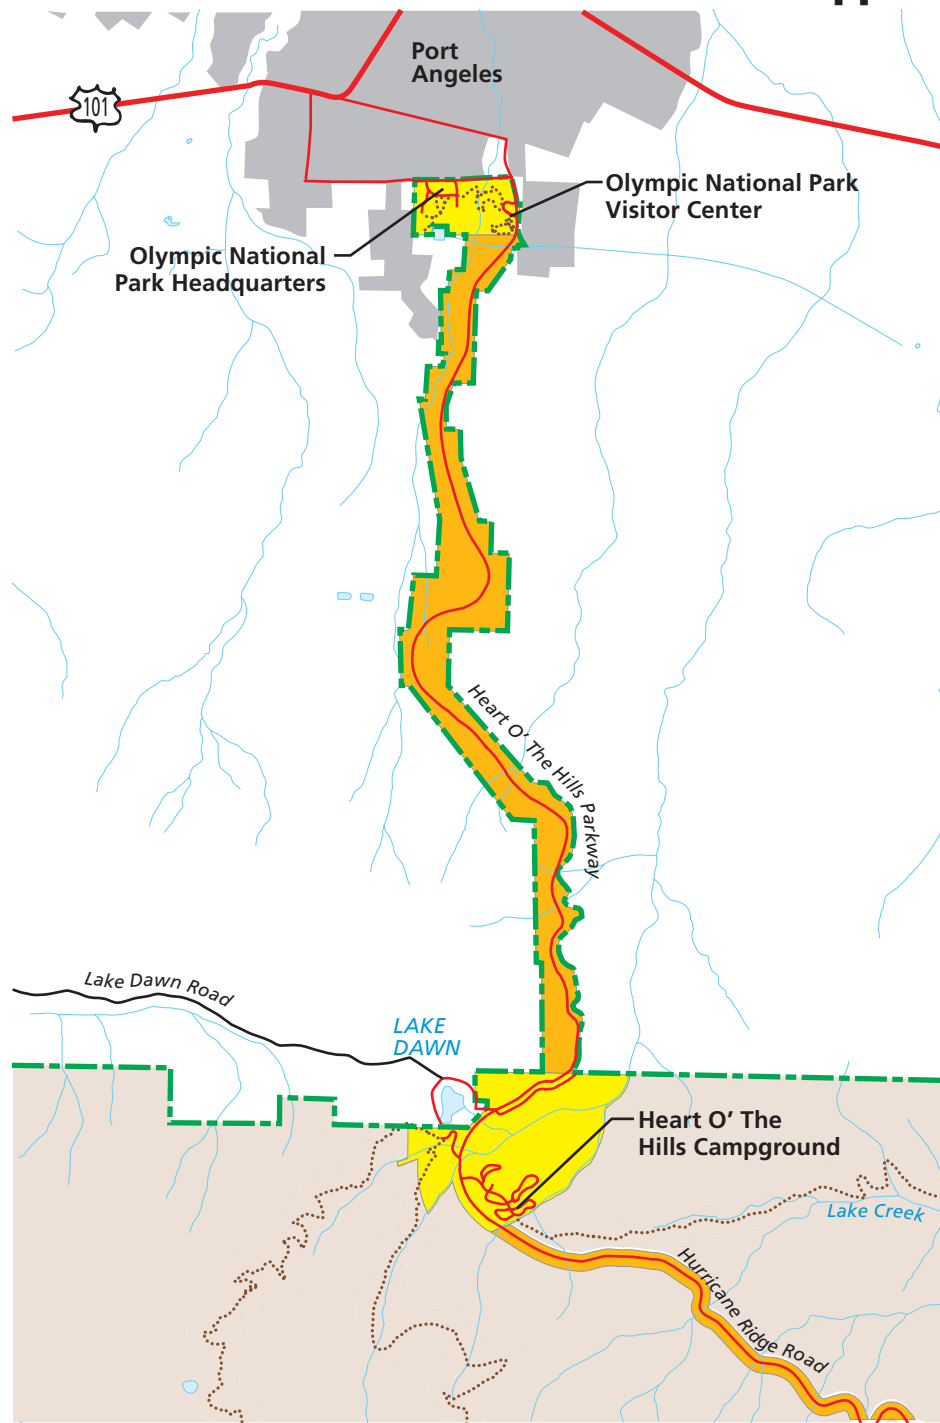 Port
Angeles
101
Olympic National Park
Visitor Center
Olympic National
Park Headquarters
Heart O’ The Hills Parkway
Lake Dawn Road
LAKE
DAWN
Heart O’ The
Hills Campground
Lake Creek
Hurricane Ridge Road